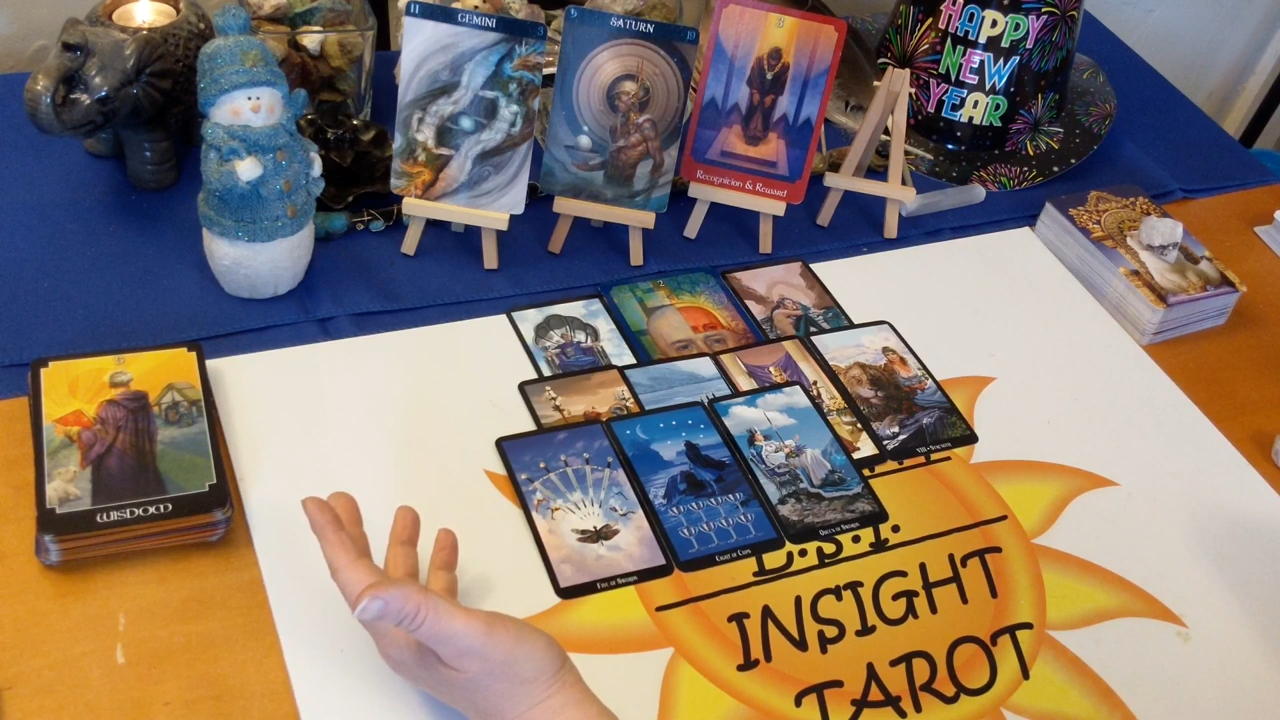 11 GEMINI 3
SATURN 19
3
Recognition & Reward
HAPPY
NEW
YEAR
2
WISDOM
VIII • Strength
Five of Swords
Eight of Cups
Queen of Swords
INSIGHT
TAROT